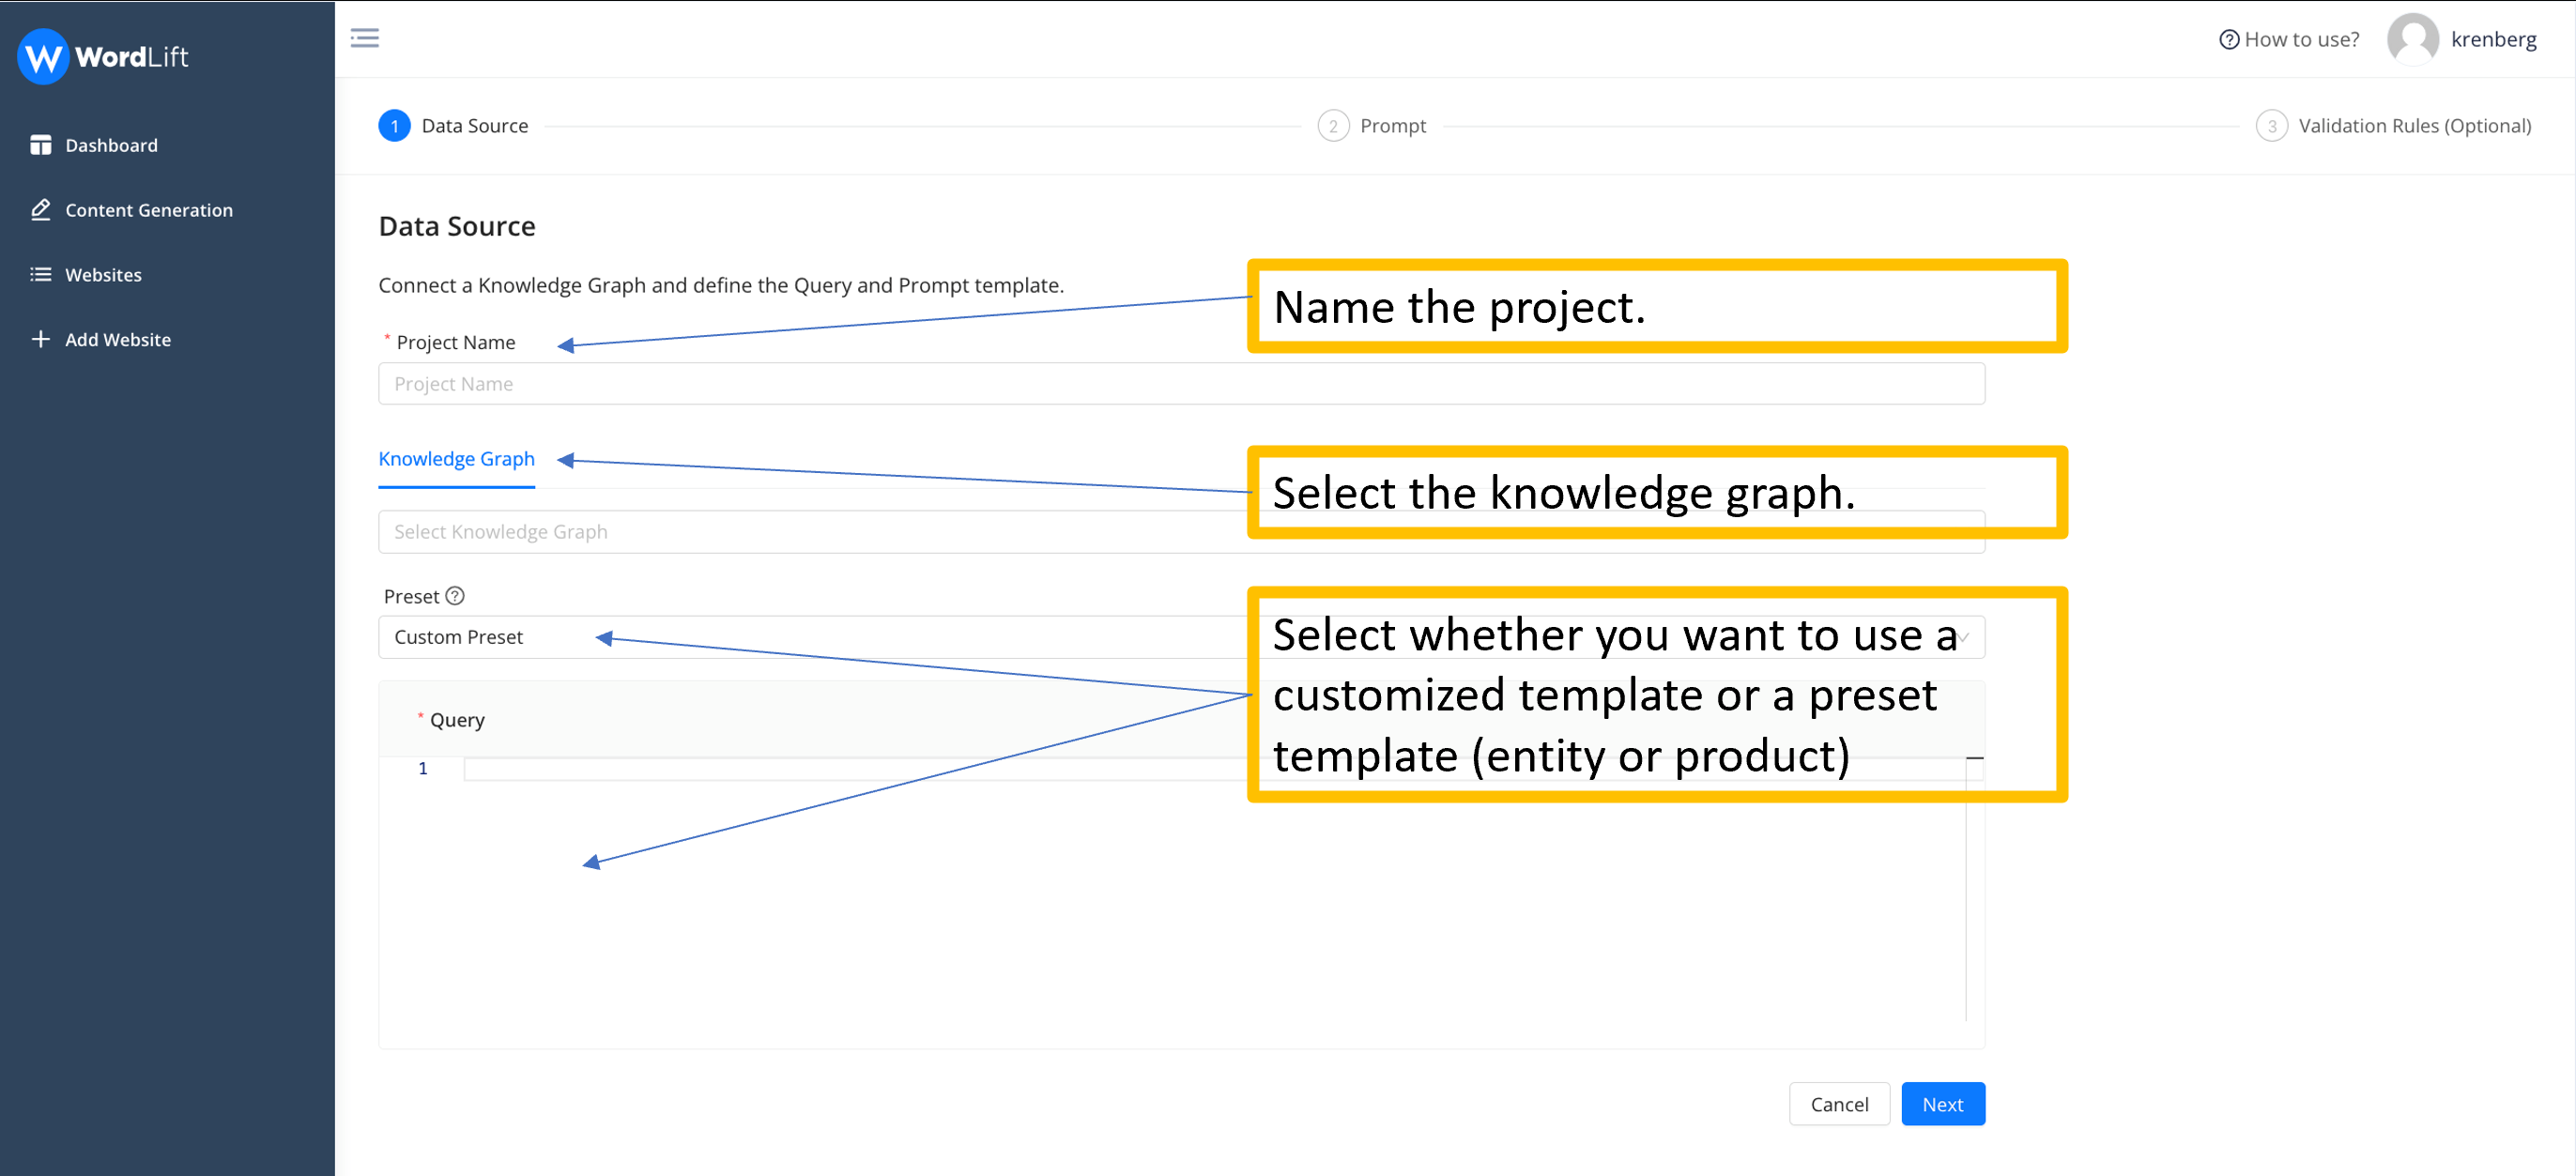 WordLift
How to use?
krenberg
Dashboard
Content Generation
Websites
Add Website
1 Data Source
2 Prompt
3 Validation Rules (Optional)
Data Source
Connect a Knowledge Graph and define the Query and Prompt template.
Name the project.
* Project Name
Project Name
Knowledge Graph
Select the knowledge graph.
Select Knowledge Graph
Preset
Custom Preset
Select whether you want to use a
customized template or a preset
template (entity or product)
* Query
1
Cancel
Next